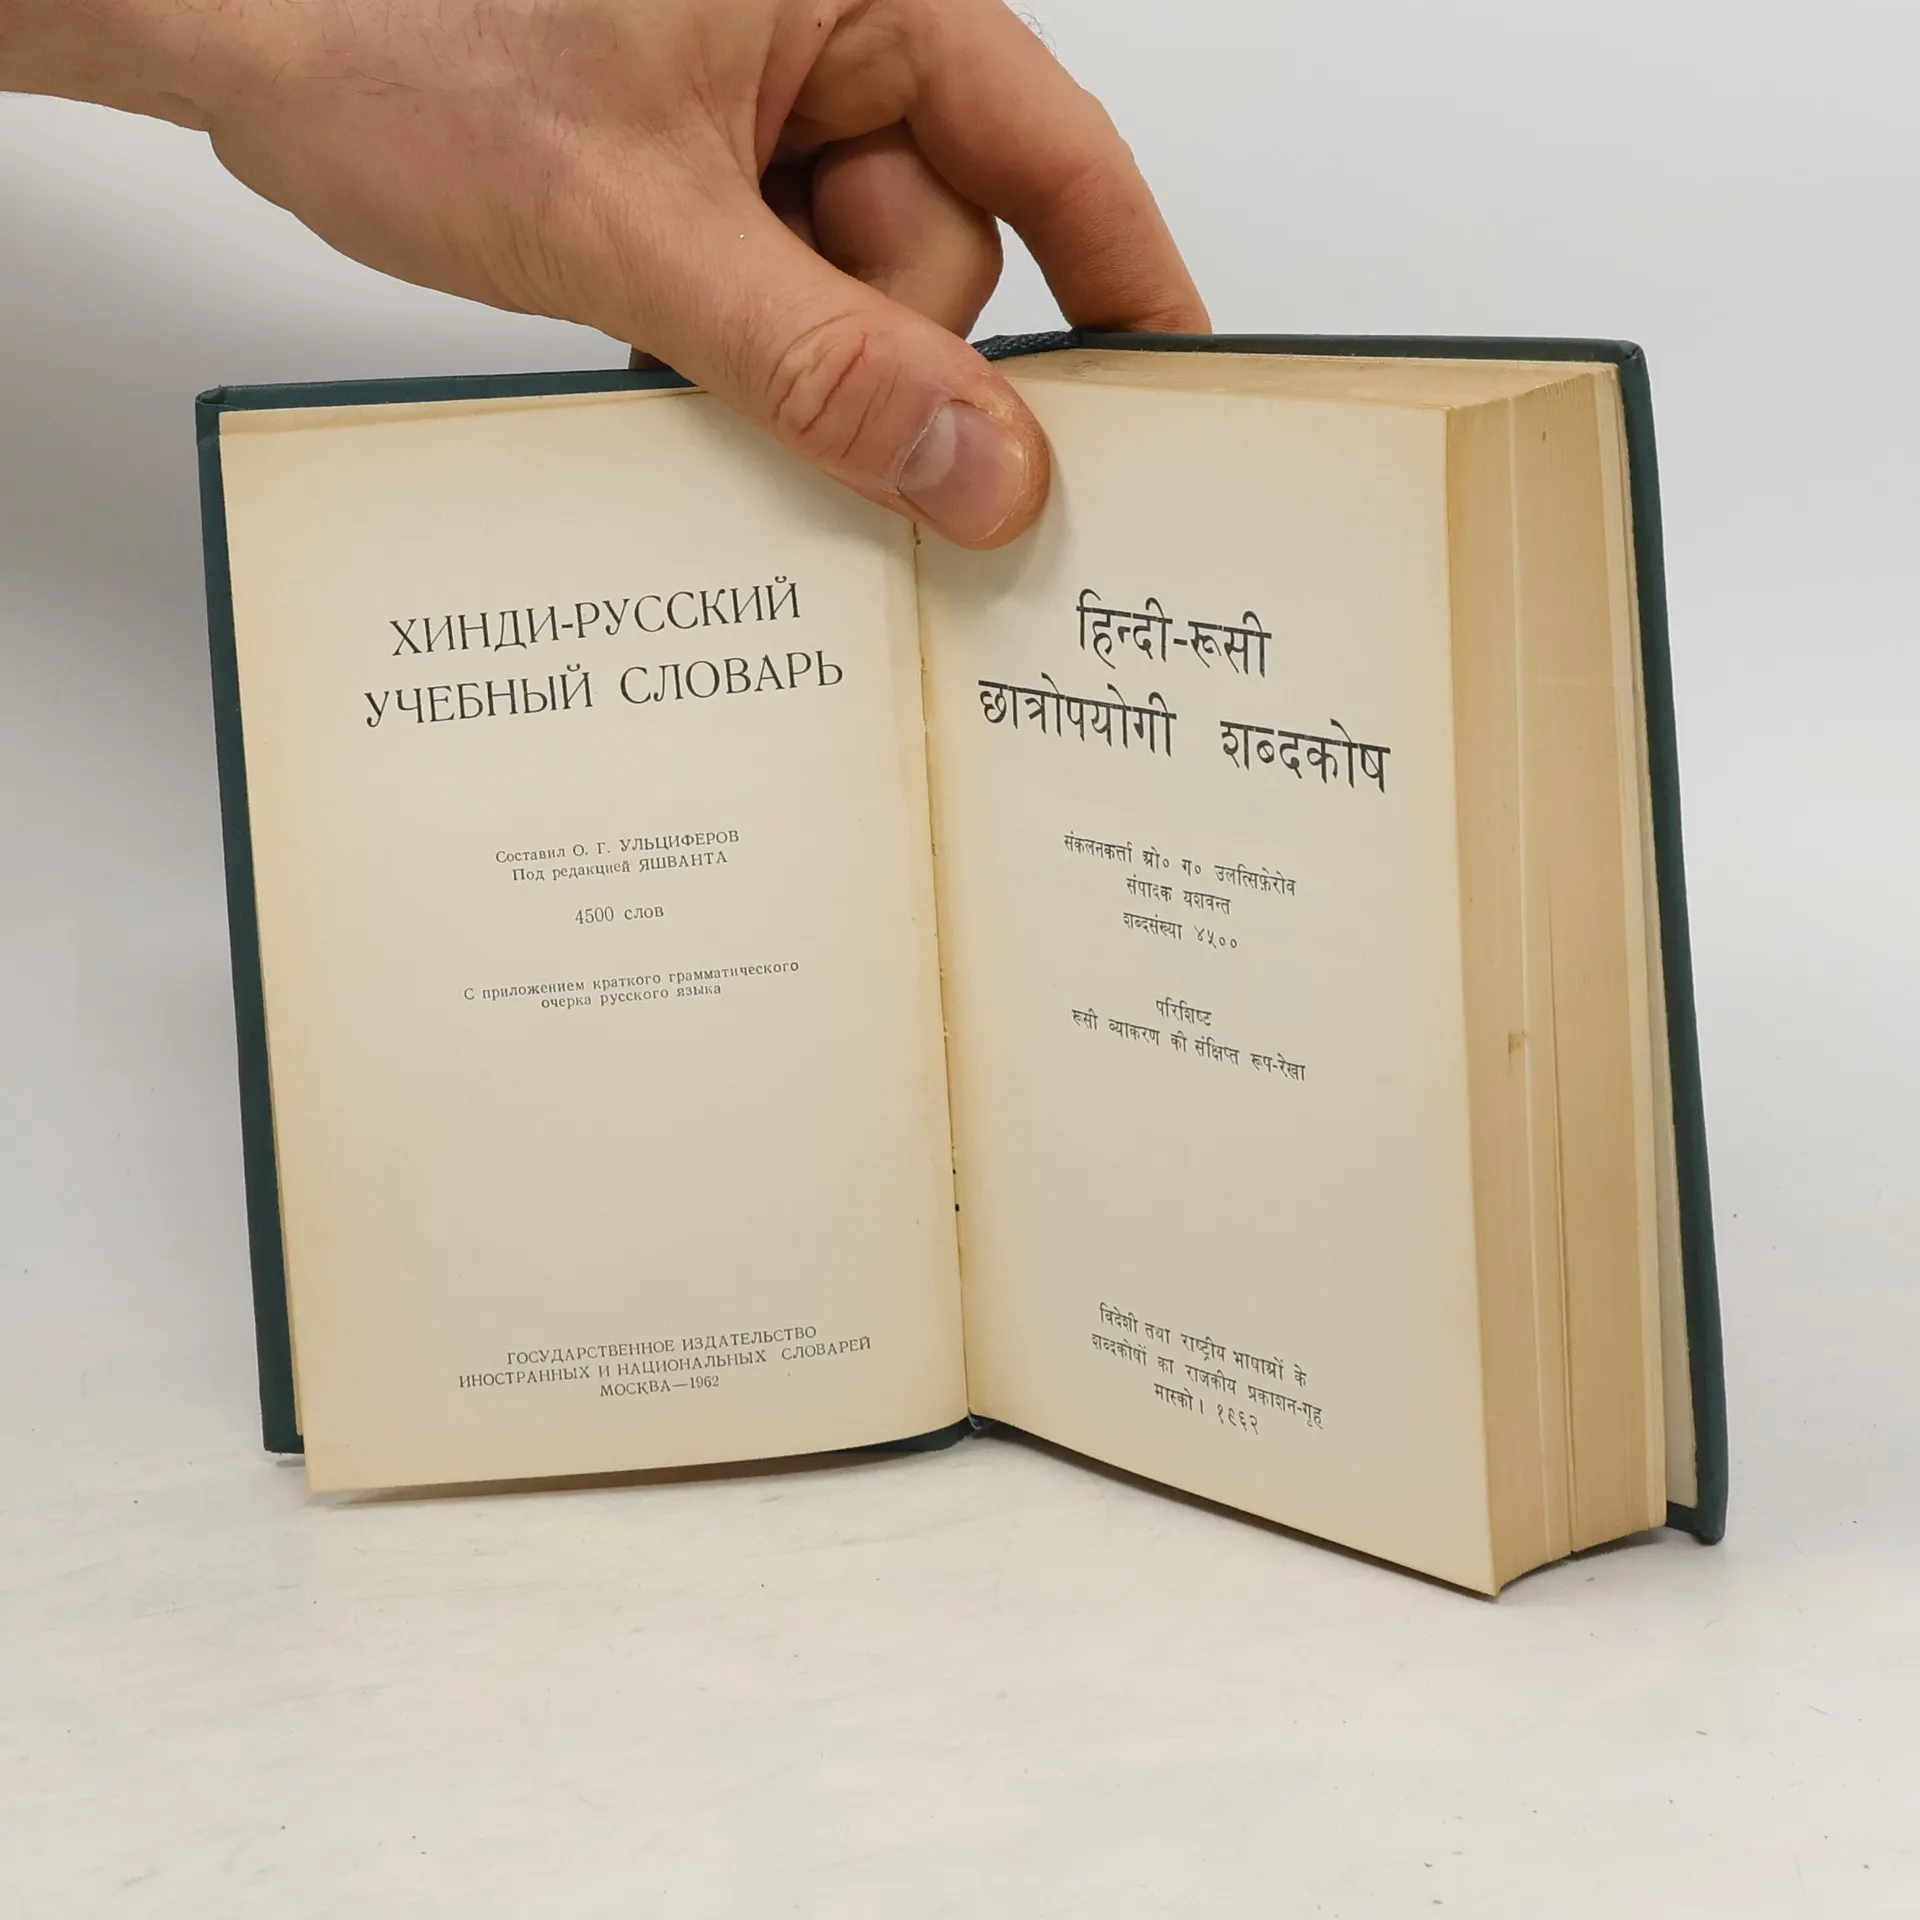 ХИНДИ-РУССКИЙ
УЧЕБНЫЙ СЛОВАРЬ
Составил О. Г. УЛЬЦИФЕРОВ
Под редакцией ЯШВАНТА
4500 слов
С приложением краткого грамматического
очерка русского языка
ГОСУДАРСТВЕННОЕ ИЗДАТЕЛЬСТВО
ИНОСТРАННЫХ И НАЦИОНАЛЬНЫХ СЛОВАРЕЙ
МОСКВА—1962
हिन्दी-रूसी
छात्रोपयोगी शब्दकोष
संकलनकर्त्ता ओ० ग० उलत्सिफ़ेरोव
संपादक यशवन्त
शब्दसंख्या ४५००
परिशिष्ट
रूसी व्याकरण की संक्षिप्त रूप-रेखा
विदेशी तथा राष्ट्रीय भाषाओं के
शब्दकोषों का राजकीय प्रकाशन-गृह
मास्को। १९६२